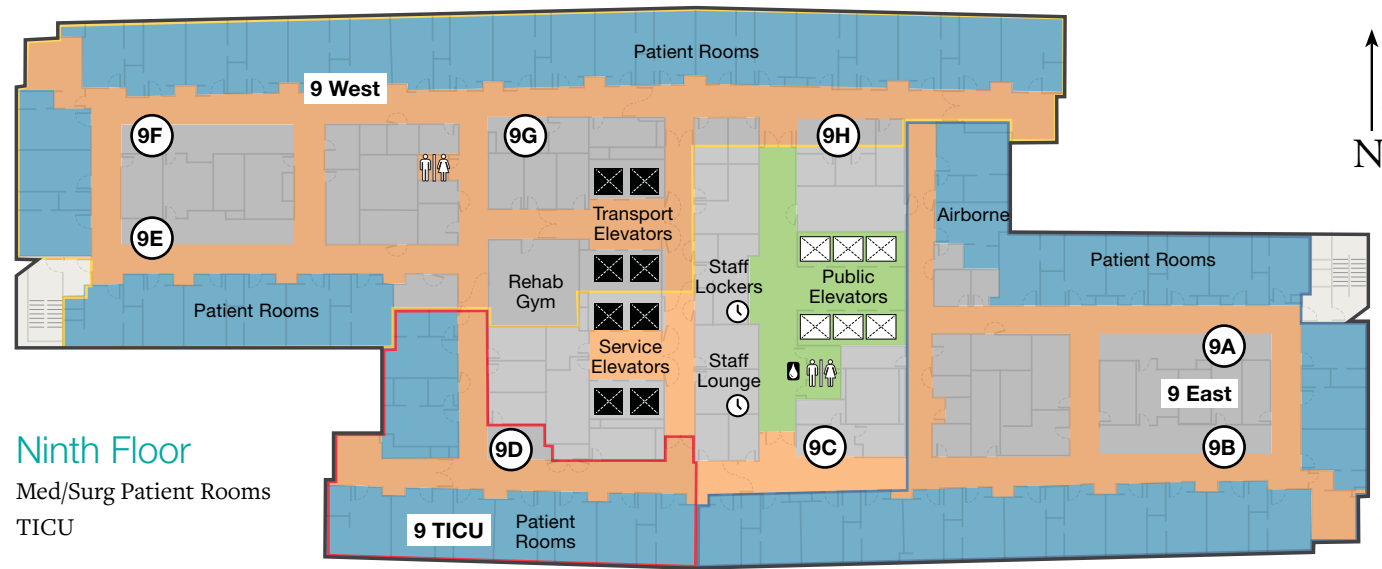 Patient Rooms
9 West
N
9F
9G
9H
Transport
Elevators
Airborne
9E
Patient Rooms
Staff
Lockers
Public
Elevators
Rehab
Gym
Patient Rooms
Service
Elevators
Staff
Lounge
9A
9 East
9D
9C
9B
Ninth Floor
Med/Surg Patient Rooms
TICU
9 TICU
Patient
Rooms